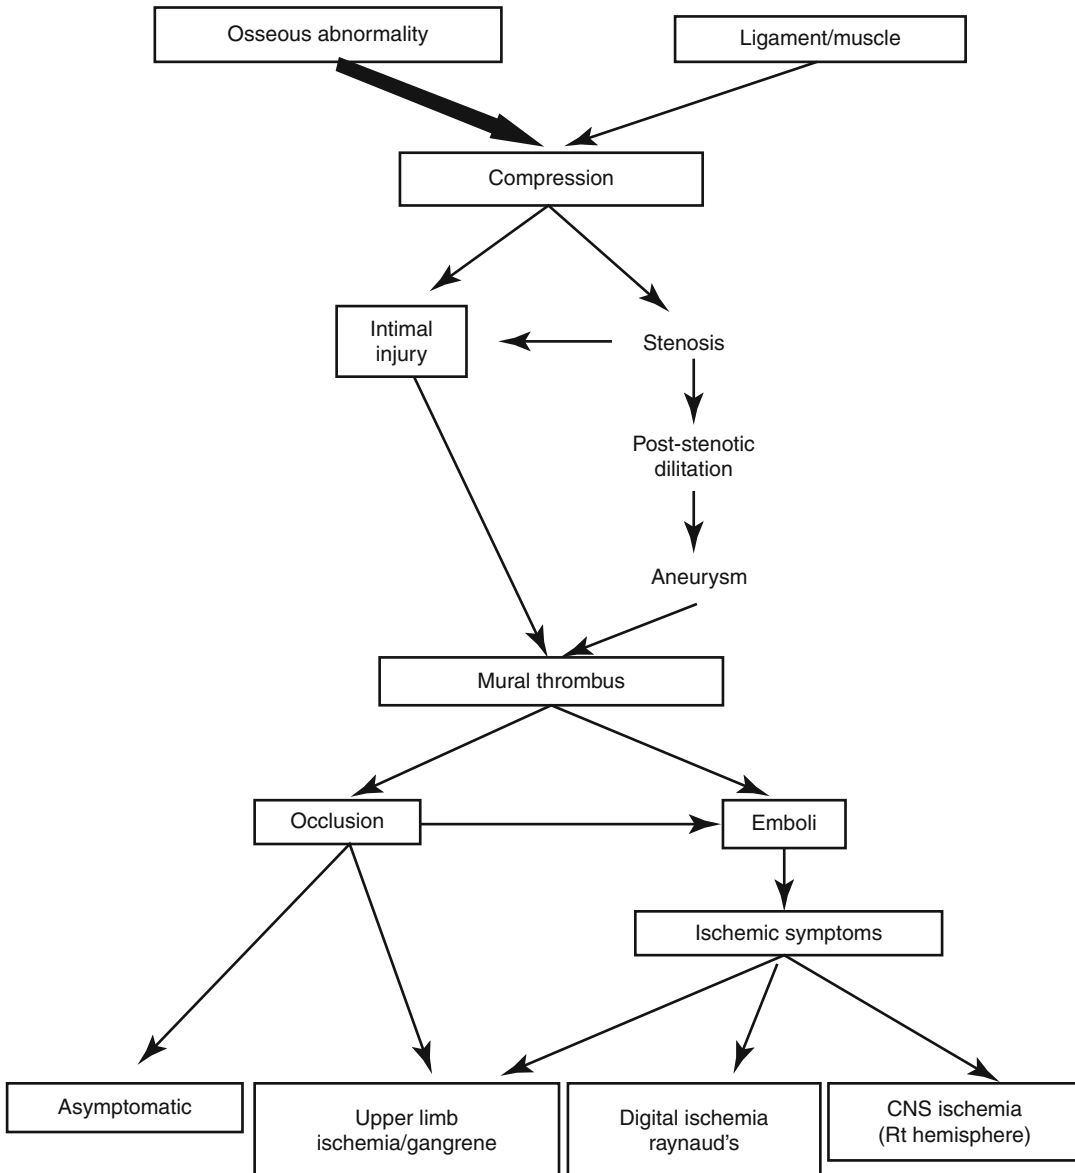 Osseous abnormality
Ligament/muscle
Compression
Intimal
injury
Stenosis
Post-stenotic
dilitation
Aneurysm
Mural thrombus
Occlusion
Emboli
Ischemic symptoms
Asymptomatic
Upper limb
ischemia/gangrene
Digital ischemia
raynaud's
CNS ischemia
(Rt hemisphere)